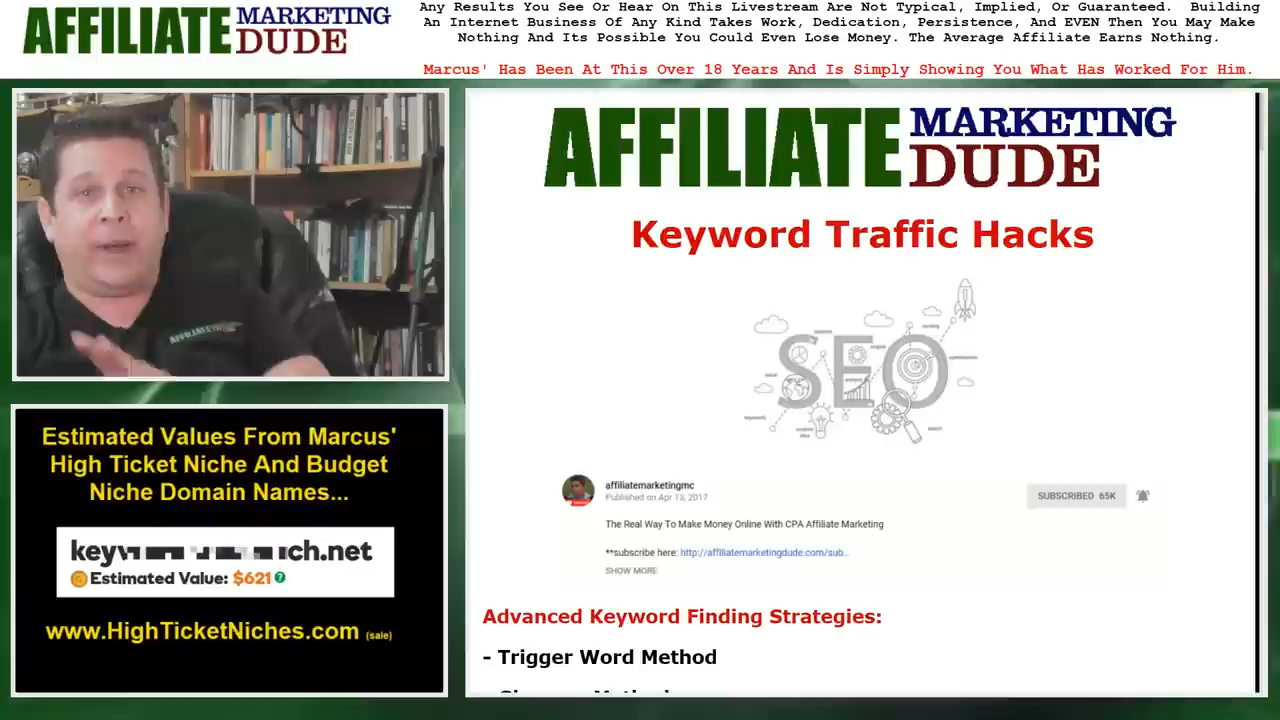 AFFILIATE MARKETING DUDE
Any Results You See Or Hear On This Livestream Are Not Typical, Implied, Or Guaranteed. Building
An Internet Business Of Any Kind Takes Work, Dedication, Persistence, And EVEN Then You May Make
Nothing And Its Possible You Could Even Lose Money. The Average Affiliate Earns Nothing.
Marcus' Has Been At This Over 18 Years And Is Simply Showing You What Has Worked For Him.
AFFILIATE MARKETING DUDE
Keyword Traffic Hacks
SEO
affiliatemarketingmc
Published on Apr 13, 2017
SUBSCRIBED 65K
The Real Way To Make Money Online With CPA Affiliate Marketing
**subscribe here: http://affiliatemarketingdude.com/sub...
SHOW MORE
Advanced Keyword Finding Strategies:
- Trigger Word Method
Estimated Values From Marcus'
High Ticket Niche And Budget
Niche Domain Names...
ch.net
Estimated Value: $621
www.HighTicketNiches.com (sale)